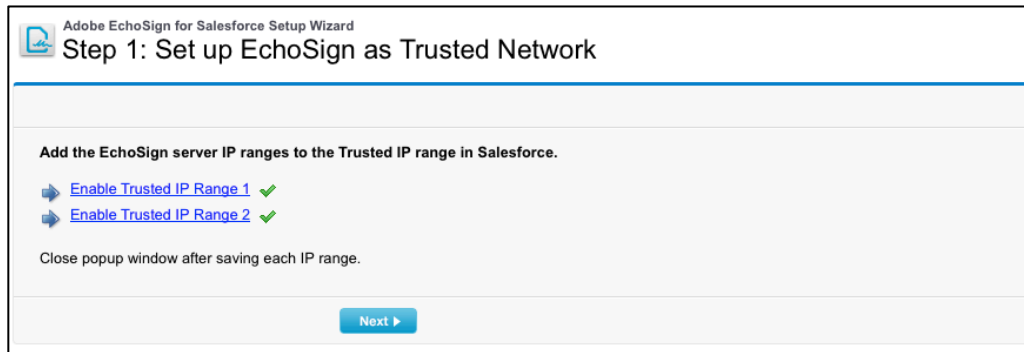 Adobe EchoSign for Salesforce Setup Wizard
Step 1: Set up EchoSign as Trusted Network
Add the EchoSign server IP ranges to the Trusted IP range in Salesforce.
Enable Trusted IP Range 1
Enable Trusted IP Range 2
Close popup window after saving each IP range.
Next